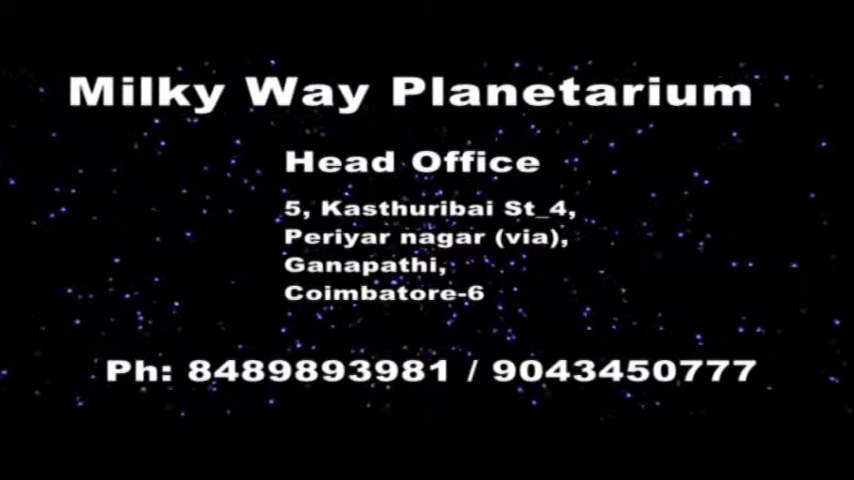 Milky Way Planetarium
Head Office
5, Kasthuribai St_4,
Periyar nagar (via),
Ganapathi,
Coimbatore-6
Ph: 8489893981 / 9043450777